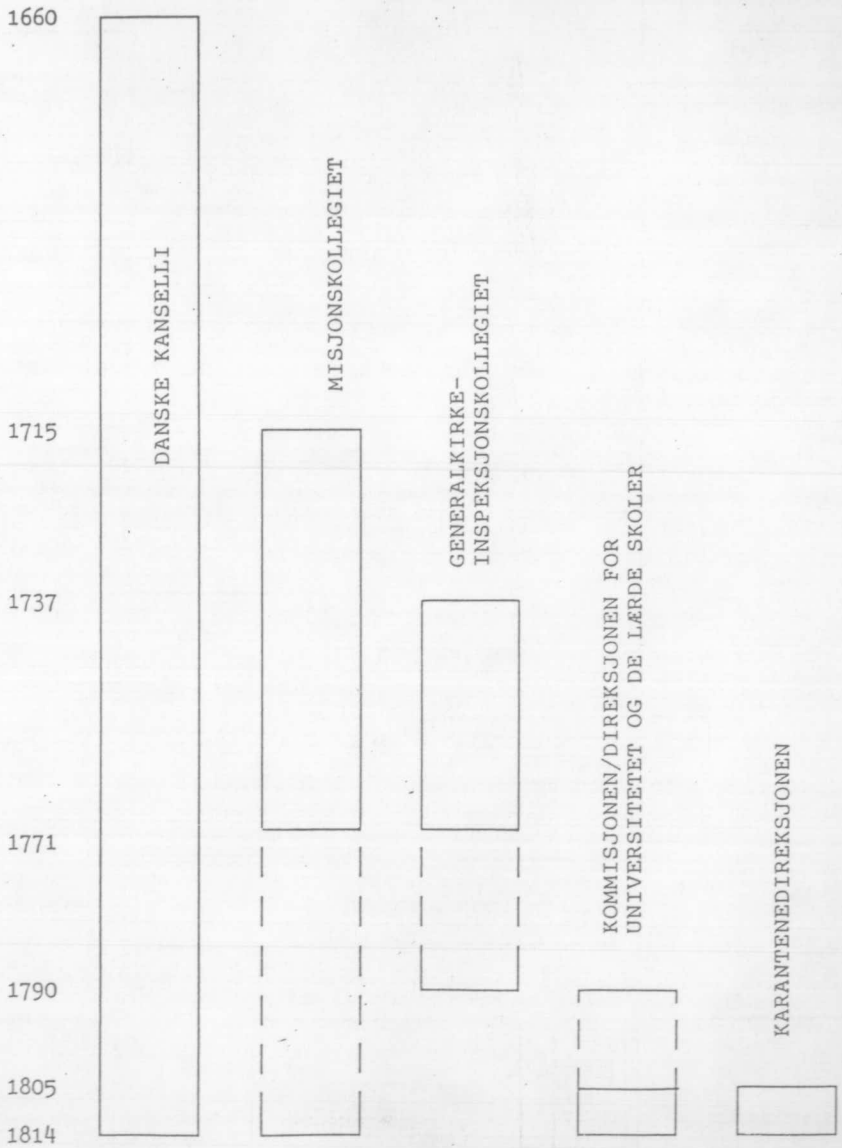 1660
1715
1737
1771
1790
1805
1814
DANSKE KANSELLI
MISJONSKOLLEGIET
GENERALKIRKE-
INSPEKSJONSKOLLEGIET
KOMMISJONEN/DIREKSJONEN FOR
UNIVERSITETET OG DE LÆRDE SKOLER
KARANTENEDIREKSJONEN